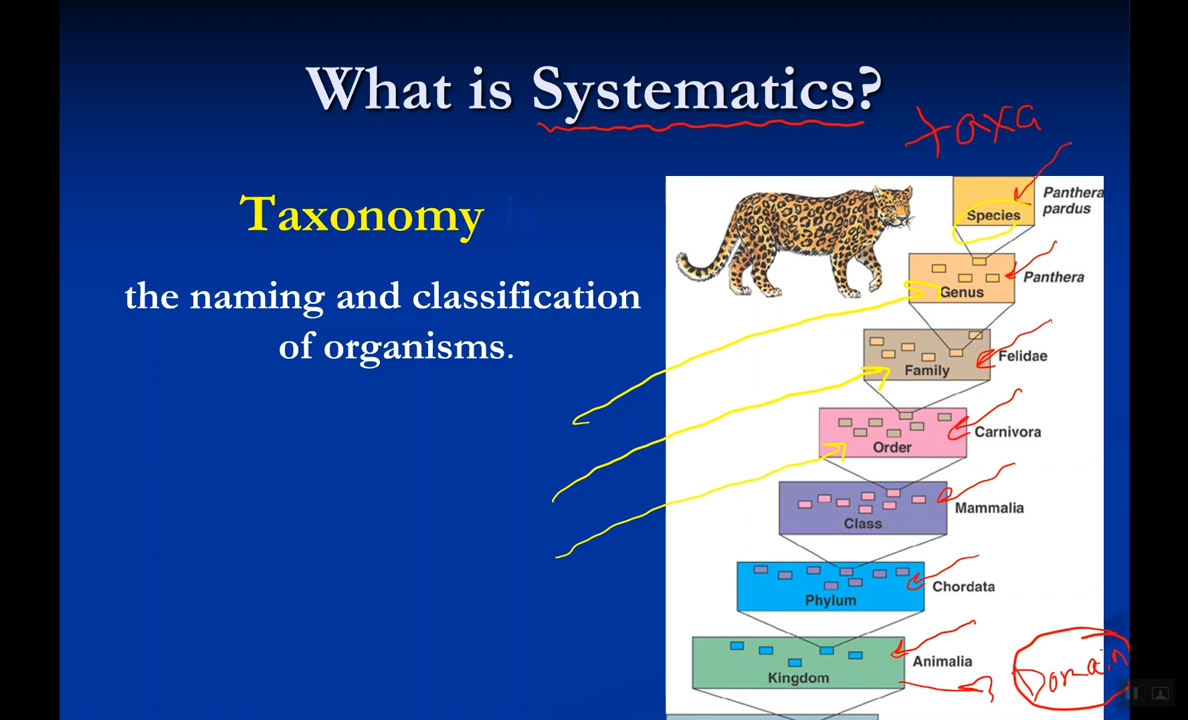 What is Systematics?
taxa
Taxonomy
the naming and classification
of organisms.
Species
Panthera
pardus
Genus
Panthera
Family
Felidae
Order
Carnivora
Class
Mammalia
Phylum
Chordata
Kingdom
Animalia
Domain